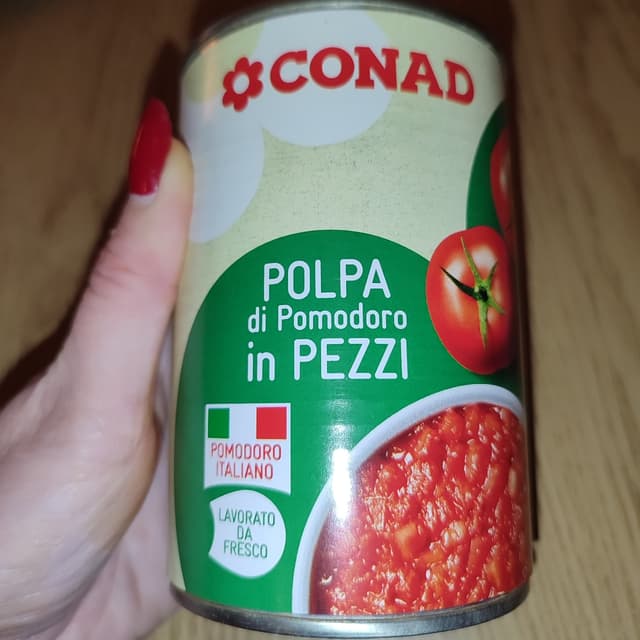 CONAD
POLPA
di Pomodoro
in PEZZI
POMODORO
ITALIANO
LAVORATO
DA
FRESCO